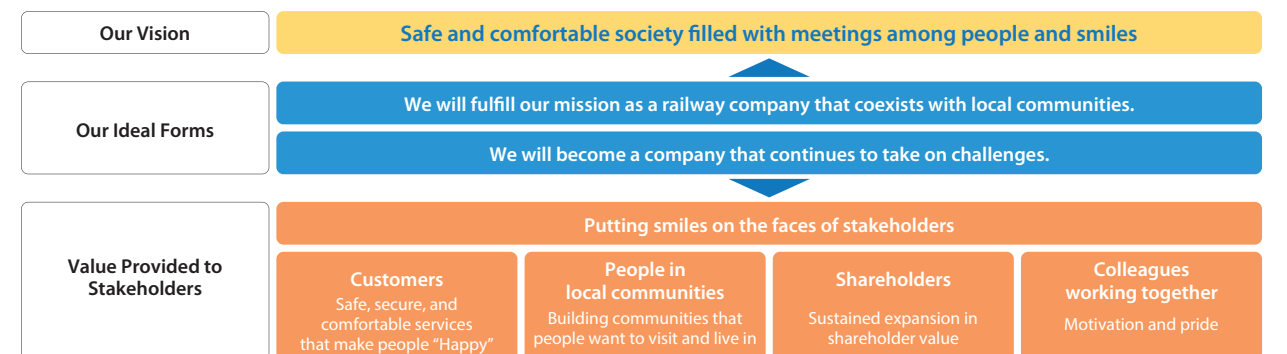 Our Vision
Safe and comfortable society filled with meetings among people and smiles
Our Ideal Forms
We will fulfill our mission as a railway company that coexists with local communities.
We will become a company that continues to take on challenges.
Value Provided to
Stakeholders
Putting smiles on the faces of stakeholders
Customers
Safe, secure, and
comfortable services
that make people “Happy”
People in
local communities
Building communities that
people want to visit and live in
Shareholders
Sustained expansion in
shareholder value
Colleagues
working together
Motivation and pride